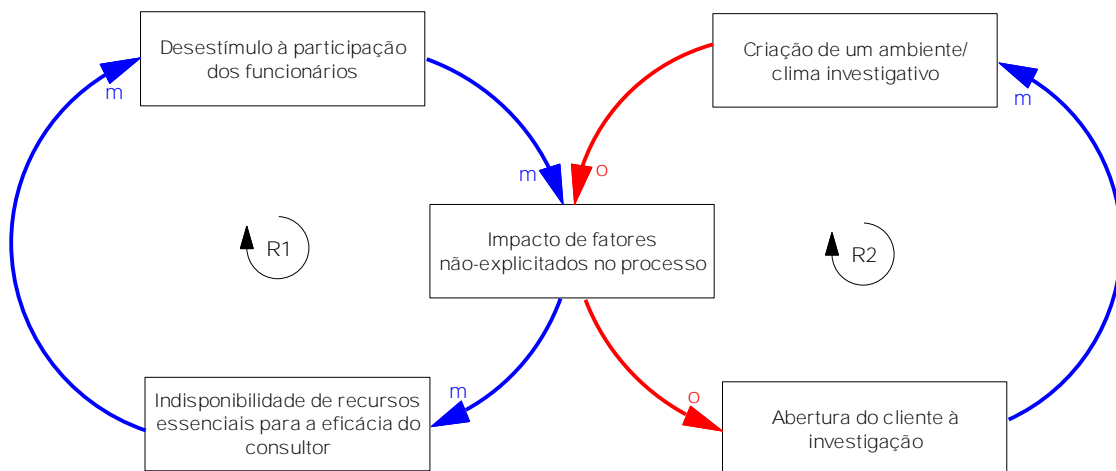 Desestímulo à participação
dos funcionários
Criação de um ambiente/
clima investigativo
m
m
m
o
R1
Impacto de fatores
não-explicitados no processo
R2
m
o
Indisponibilidade de recursos
essenciais para a eficácia do
consultor
Abertura do cliente à
investigação